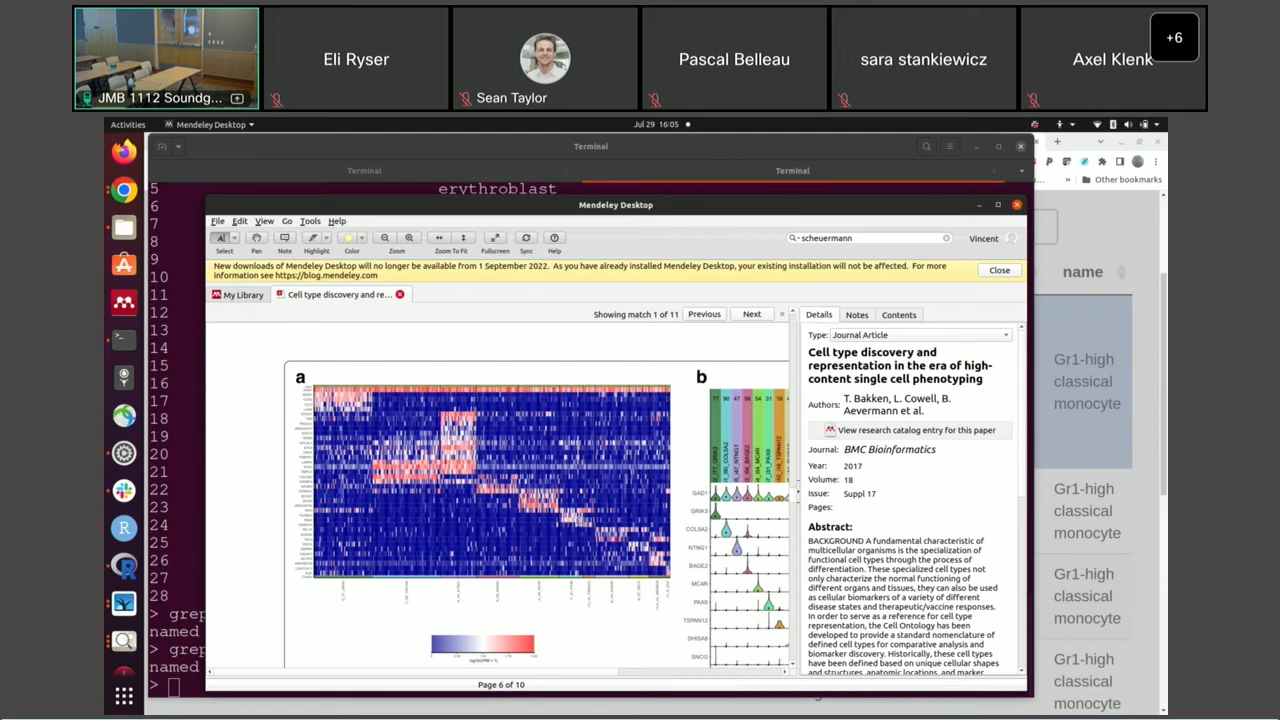 JMB 1112 Soundg...
Eli Ryser
Sean Taylor
Pascal Belleau
sara stankiewicz
Axel Klenk
+6
Activities
Mendeley Desktop
Jul 29 16:05
Terminal
Terminal
Terminal
Other bookmarks
5 erythroblast
6
7
8
9
10
11
12
13
14
15
16
17
18
19
20
21
22
23
24
25
26
27
28
> grep
named
> grep
named
>
Mendeley Desktop
File Edit View Go Tools Help
scheuermann
Vincent
Select Pan Note Highlight Color Zoom Zoom To Fit Fullscreen Sync Help
New downloads of Mendeley Desktop will no longer be available from 1 September 2022. As you have already installed Mendeley Desktop, your existing installation will not be affected. For more
information see https://blog.mendeley.com
Close
My Library
Cell type discovery and re...
Showing match 1 of 11
Previous
Next
a
b
77 90 47 56 54 31 16
GAD1
GRIK3
COL5A2
NTNG1
BAGE2
MC4R
PAX6
TSPAN12
SHISA8
SNCG
log10(CPM + 1)
Page 6 of 10
Details Notes Contents
Type: Journal Article
Cell type discovery and
representation in the era of high-
content single cell phenotyping
Authors: T. Bakken, L. Cowell, B.
Aevermann et al.
View research catalog entry for this paper
Journal: BMC Bioinformatics
Year: 2017
Volume: 18
Issue: Suppl 17
Pages:
Abstract:
BACKGROUND A fundamental characteristic of
multicellular organisms is the specialization of
functional cell types through the process of
differentiation. These specialized cell types not
only characterize the normal functioning of
different organs and tissues, they can also be
used as cellular biomarkers of a variety of different
disease states and therapeutic/vaccine responses.
In order to serve as a reference for cell type
representation, the Cell Ontology has been
developed to provide a standard nomenclature of
defined cell types for comparative analysis and
biomarker discovery. Historically, these cell types
have been defined based on unique cellular shapes
and structures, anatomic locations, and marker
name
Gr1-high
classical
monocyte
Gr1-high
classical
monocyte
Gr1-high
classical
monocyte
Gr1-high
classical
monocyte